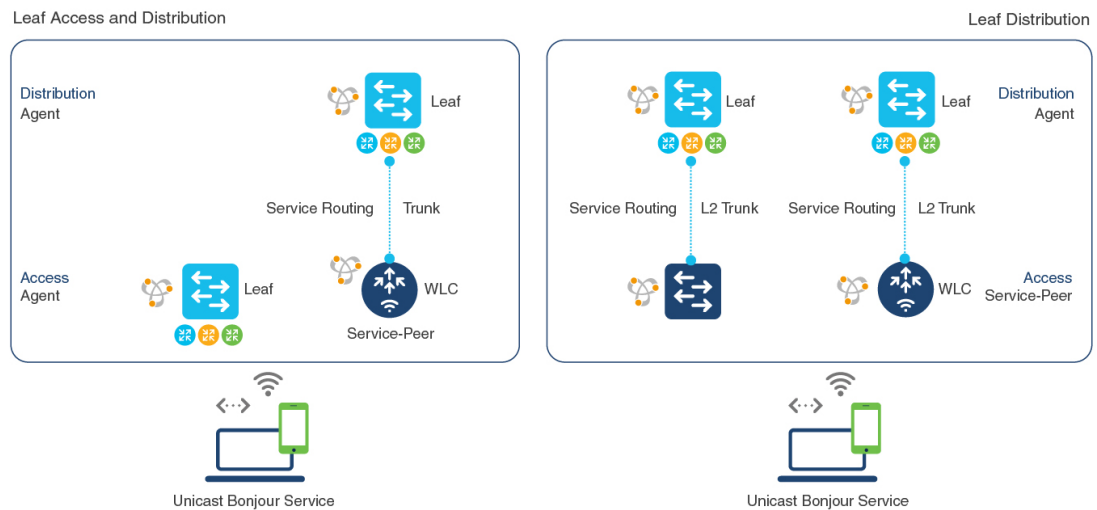 Leaf Access and Distribution
Leaf Distribution
Distribution
Agent
Leaf
Service Routing
Trunk
Access
Agent
Leaf
WLC
Service-Peer
Leaf
Leaf
Distribution
Agent
Service Routing
L2 Trunk
Service Routing
L2 Trunk
WLC
Access
Service-Peer
Unicast Bonjour Service
Unicast Bonjour Service